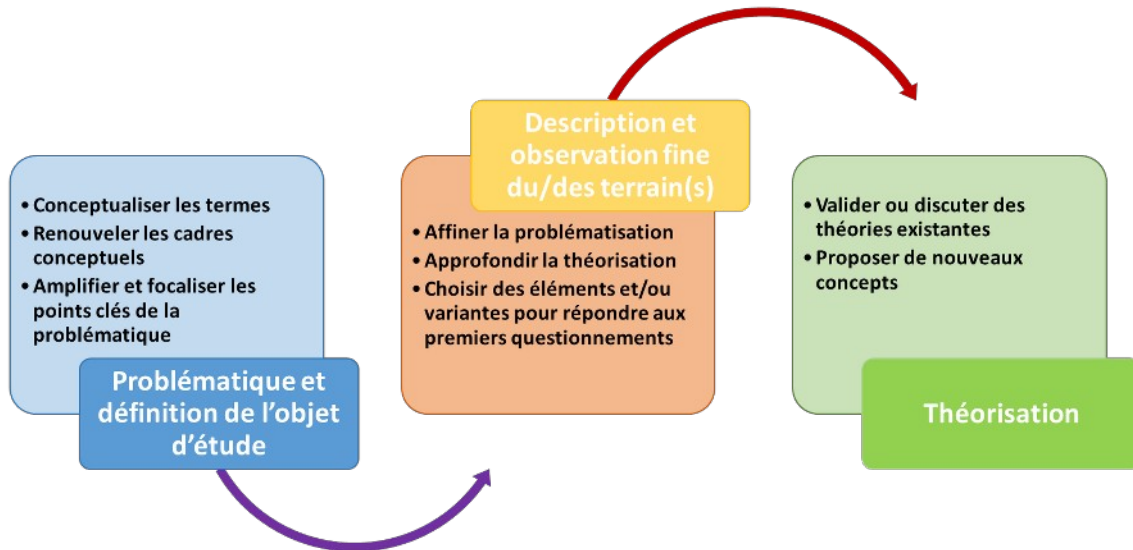 • Conceptualiser les termes
• Renouveler les cadres
conceptuels
• Amplifier et focaliser les
points clés de la
problématique
Problématique et
définition de l'objet
d'étude
Description et
observation fine
du/des terrain(s)
• Affiner la problématisation
• Approfondir la théorisation
• Choisir des éléments et/ou
variantes pour répondre aux
premiers questionnements
• Valider ou discuter des
théories existantes
• Proposer de nouveaux
concepts
Théorisation